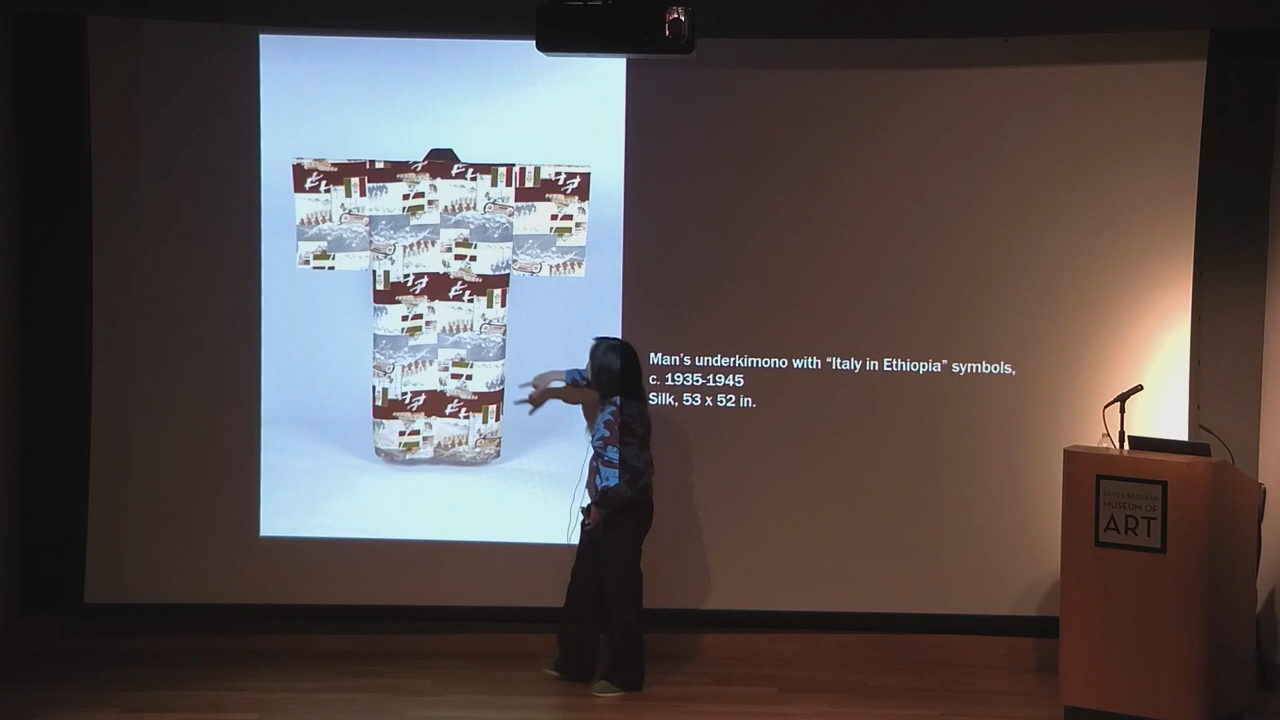 Man's underkimono with "Italy in Ethiopia" symbols,
c. 1935-1945
Silk, 53 x 52 in.
SANTA BARBARA
MUSEUM OF
ART